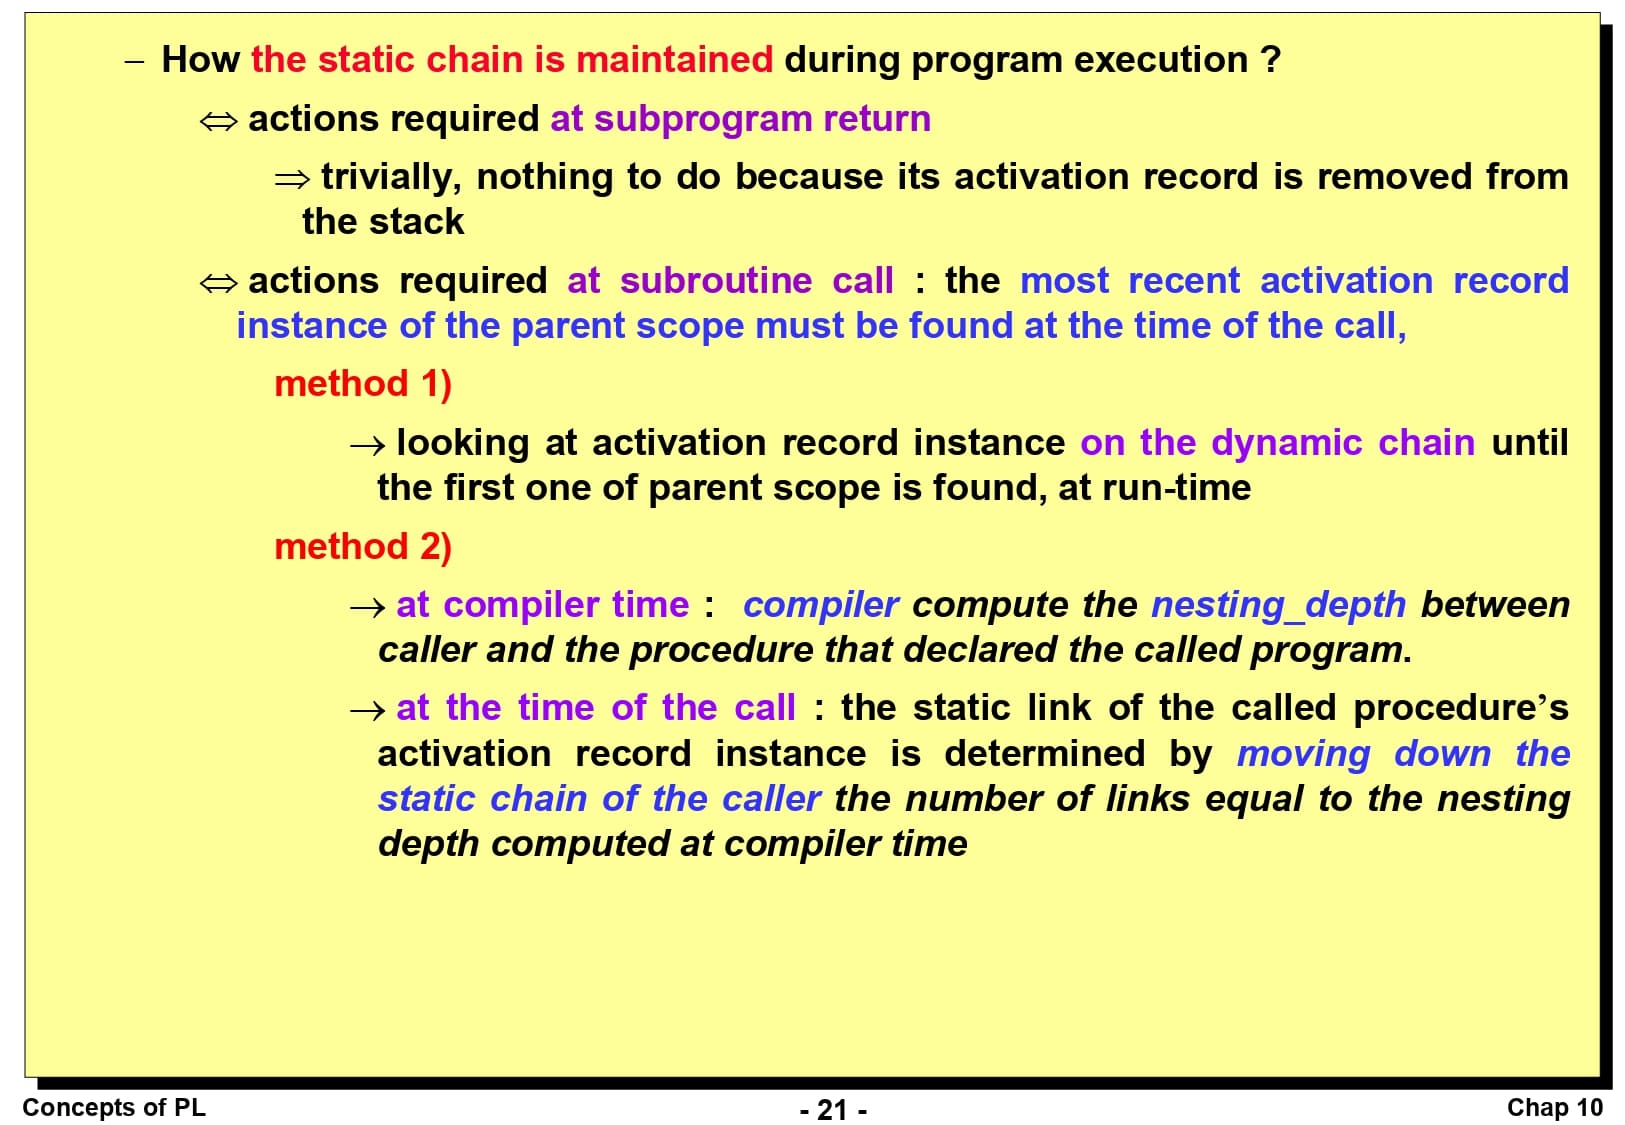 – How the static chain is maintained during program execution ?
⇔ actions required at subprogram return
⇒ trivially, nothing to do because its activation record is removed from
the stack
⇔ actions required at subroutine call : the most recent activation record
instance of the parent scope must be found at the time of the call,
method 1)
→ looking at activation record instance on the dynamic chain until
the first one of parent scope is found, at run-time
method 2)
→ at compiler time : compiler compute the nesting_depth between
caller and the procedure that declared the called program.
→ at the time of the call : the static link of the called procedure’s
activation record instance is determined by moving down the
static chain of the caller the number of links equal to the nesting
depth computed at compiler time
Concepts of PL
- 21 -
Chap 10